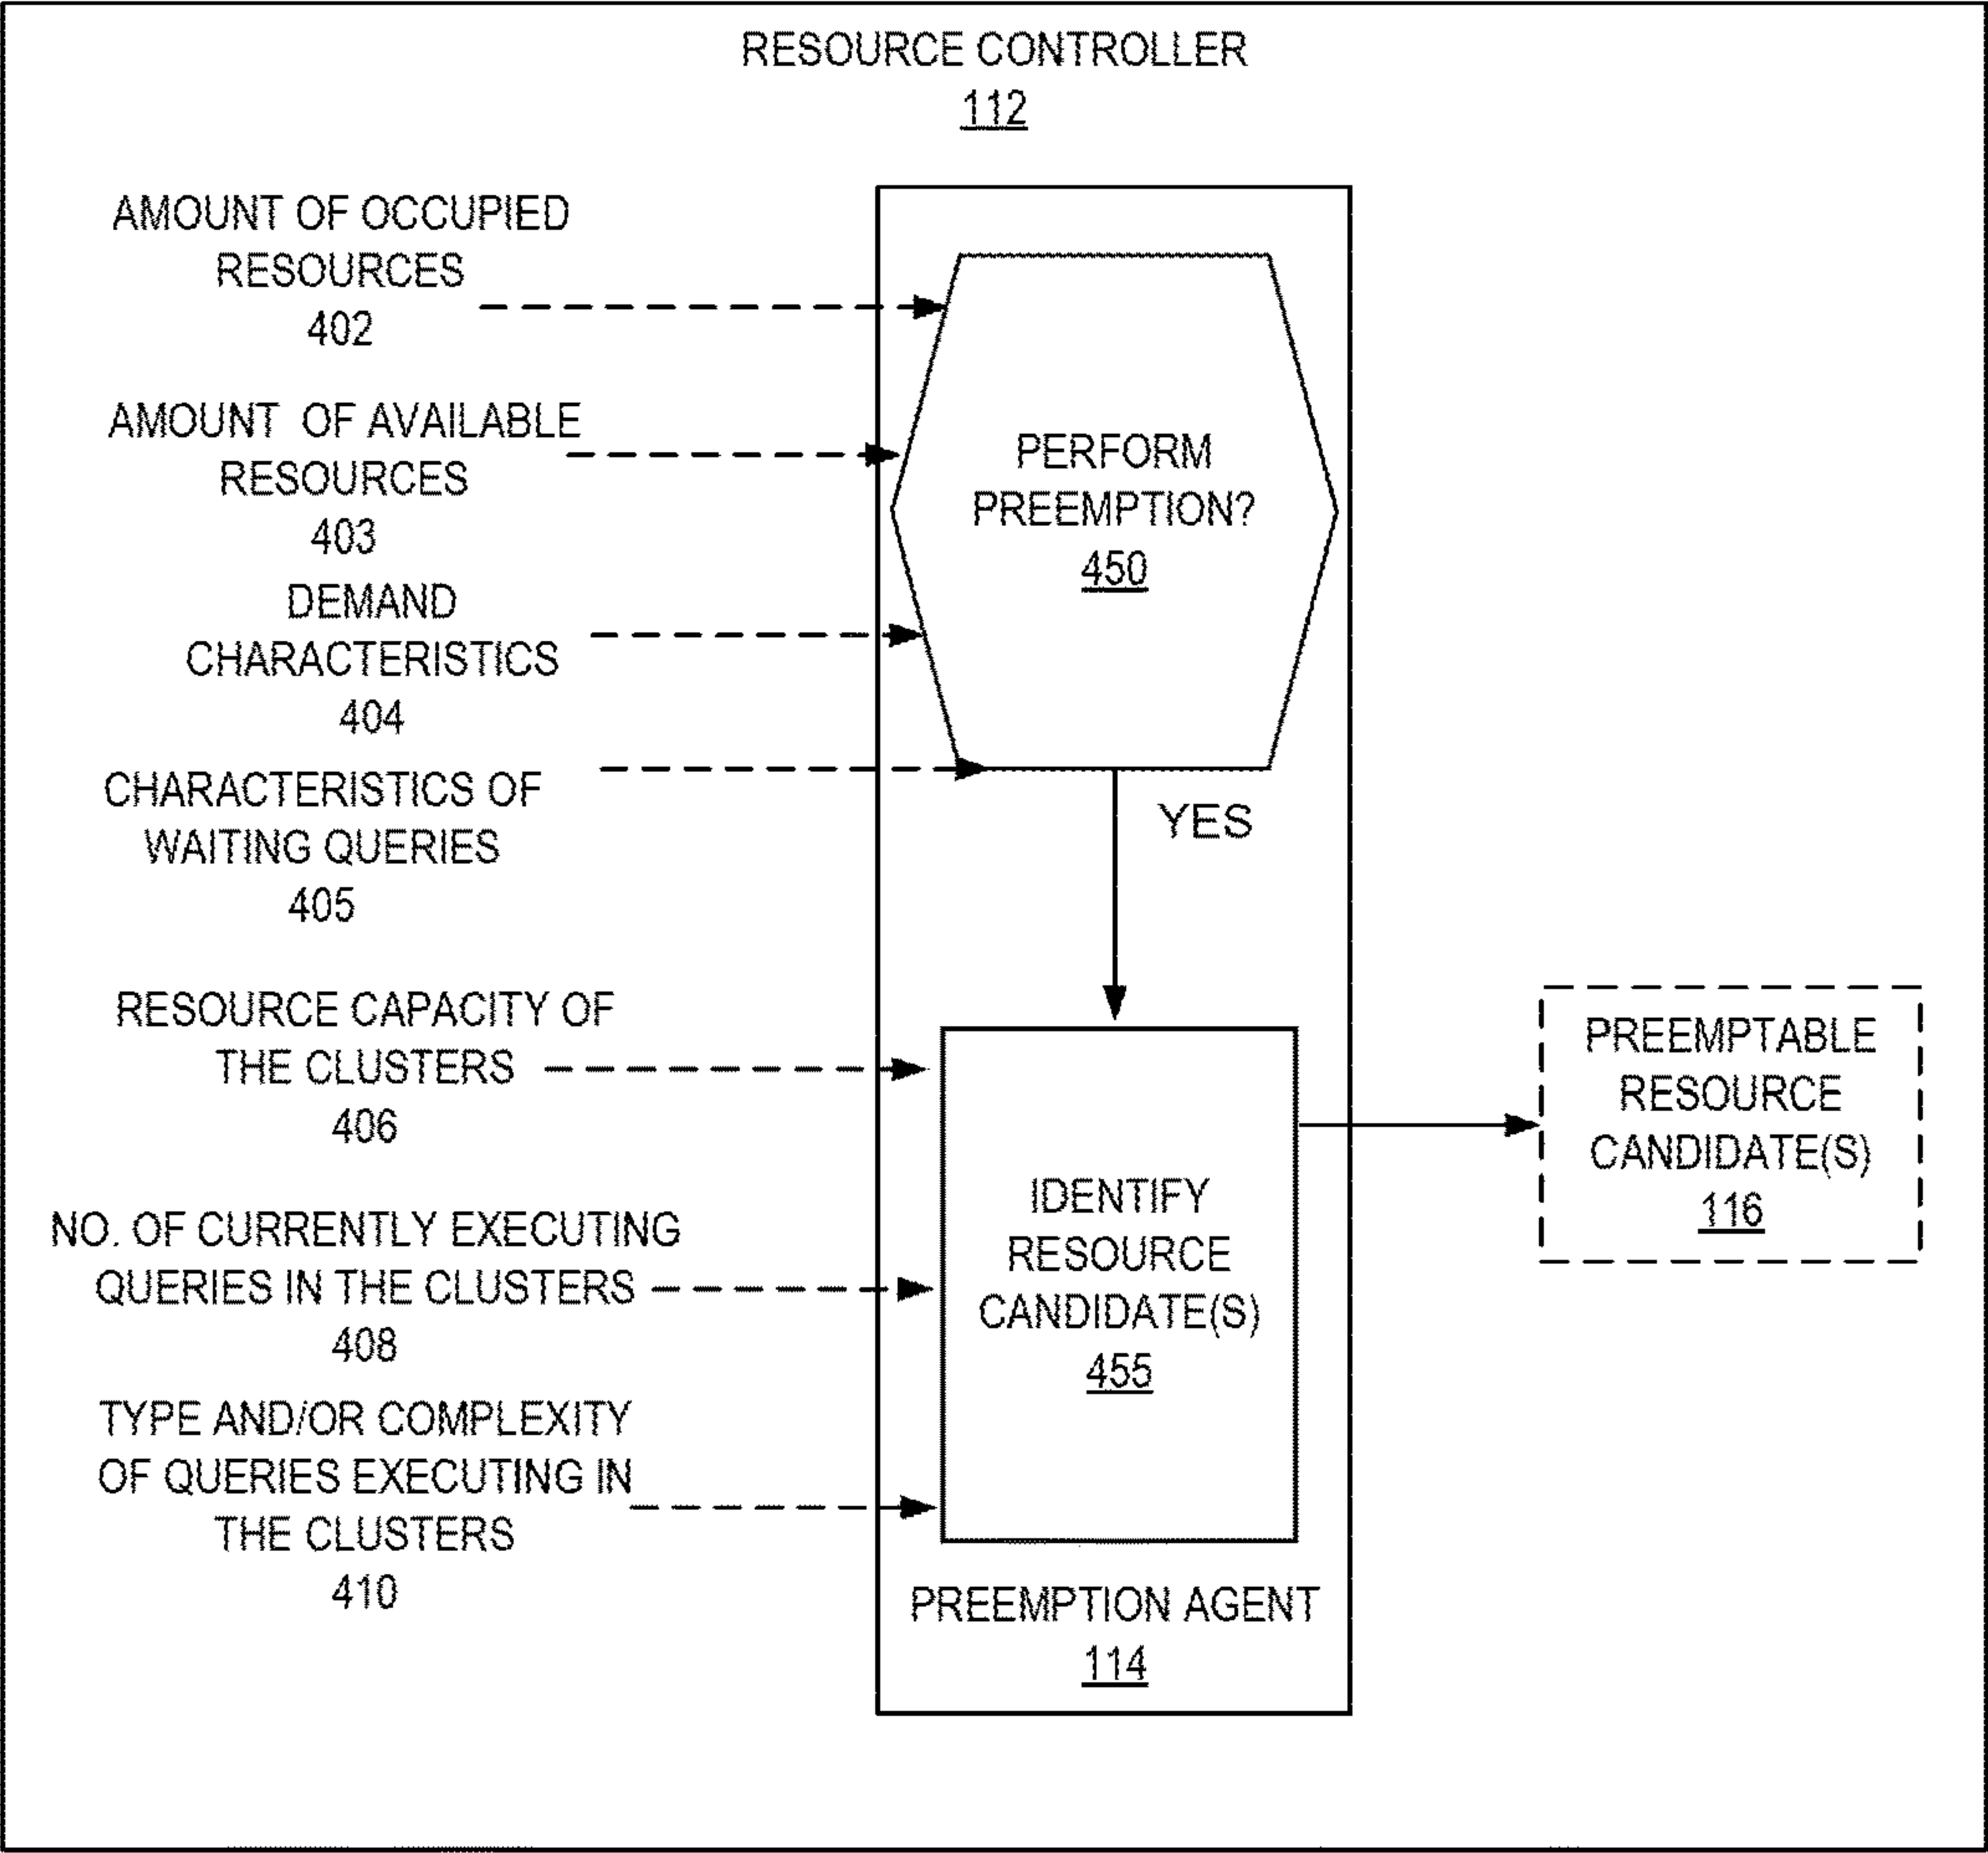 RESOURCE CONTROLLER
112
AMOUNT OF OCCUPIED
RESOURCES
402
AMOUNT OF AVAILABLE
RESOURCES
403
DEMAND
CHARACTERISTICS
404
CHARACTERISTICS OF
WAITING QUERIES
405
PERFORM
PREEMPTION?
450
YES
RESOURCE CAPACITY OF
THE CLUSTERS
406
NO. OF CURRENTLY EXECUTING
QUERIES IN THE CLUSTERS
408
TYPE AND/OR COMPLEXITY
OF QUERIES EXECUTING IN
THE CLUSTERS
410
IDENTIFY
RESOURCE
CANDIDATE(S)
455
PREEMPTION AGENT
114
PREEMPTABLE
RESOURCE
CANDIDATE(S)
116